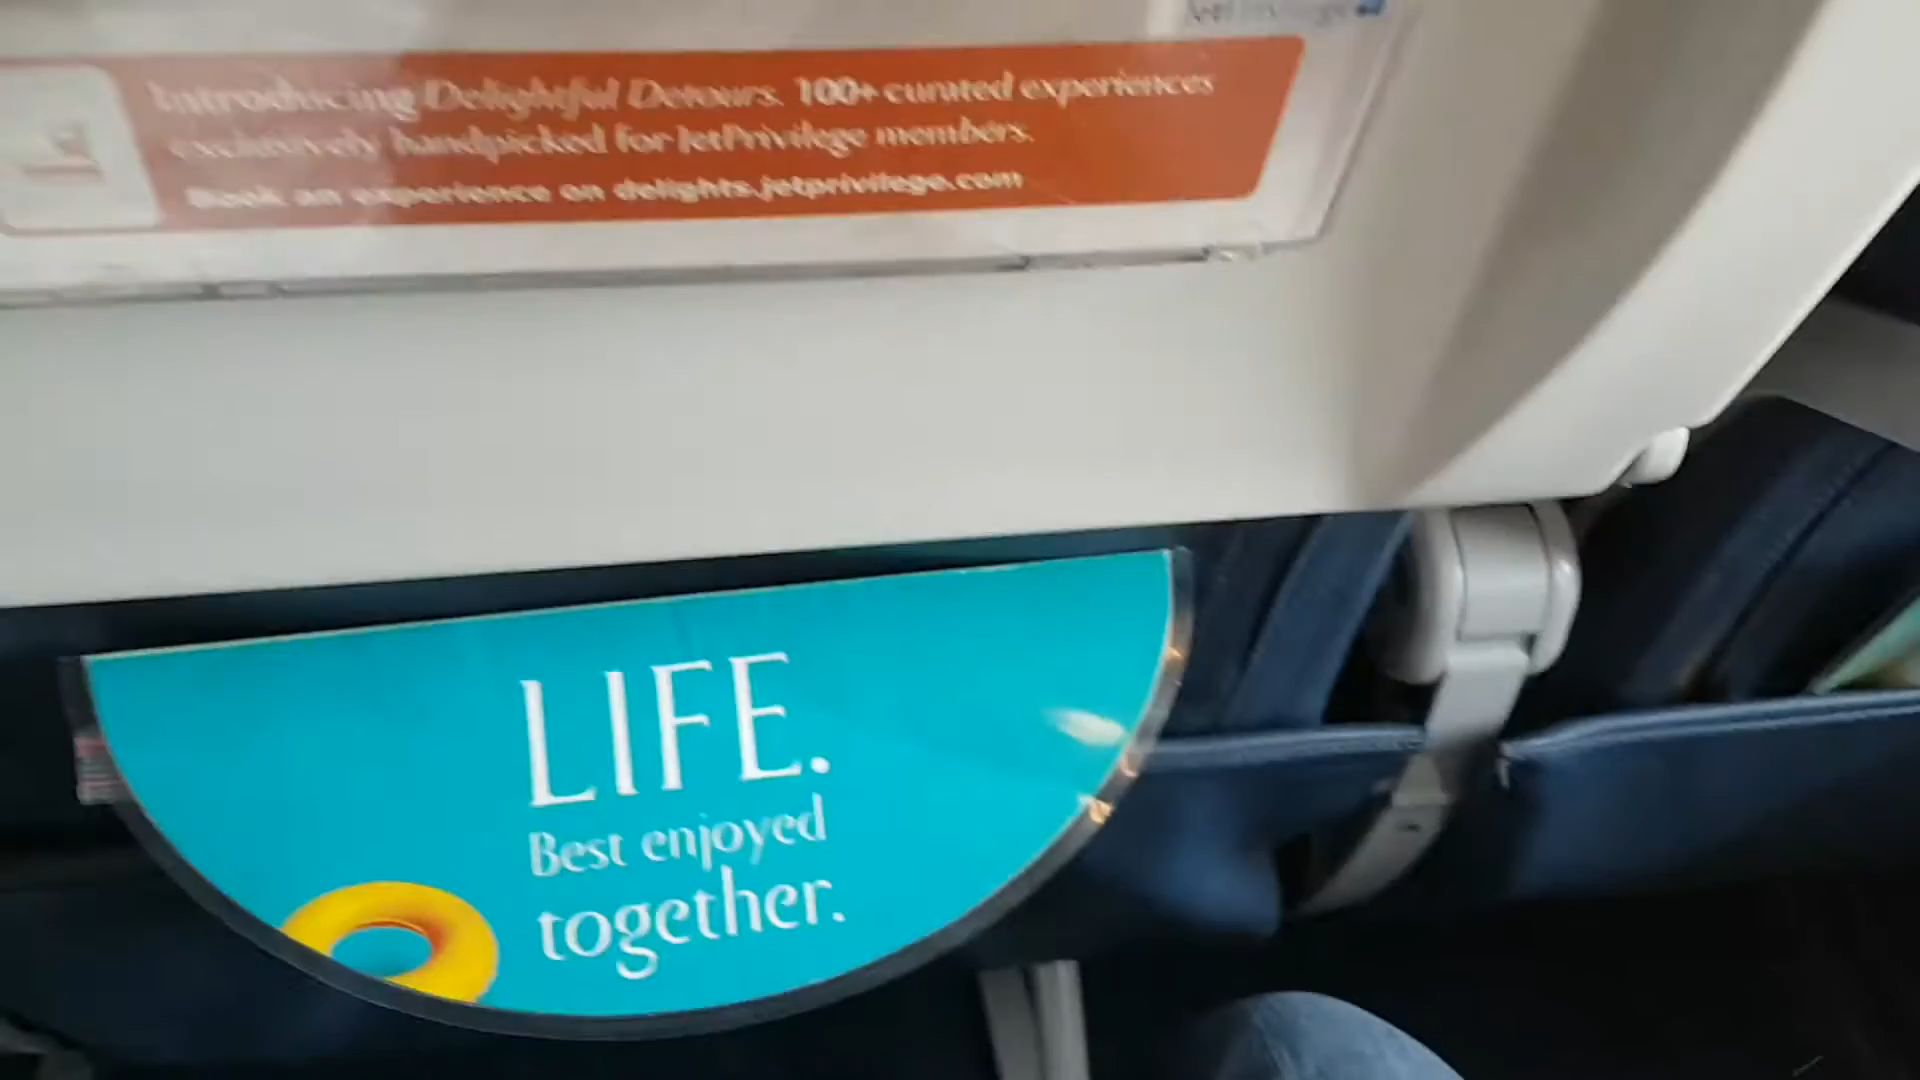 Introducing Delightful Detours. 100+ curated experiences
exclusively handpicked for JetPrivilege members.
Book an experience on delights.jetprivilege.com
LIFE.
Best enjoyed
together.